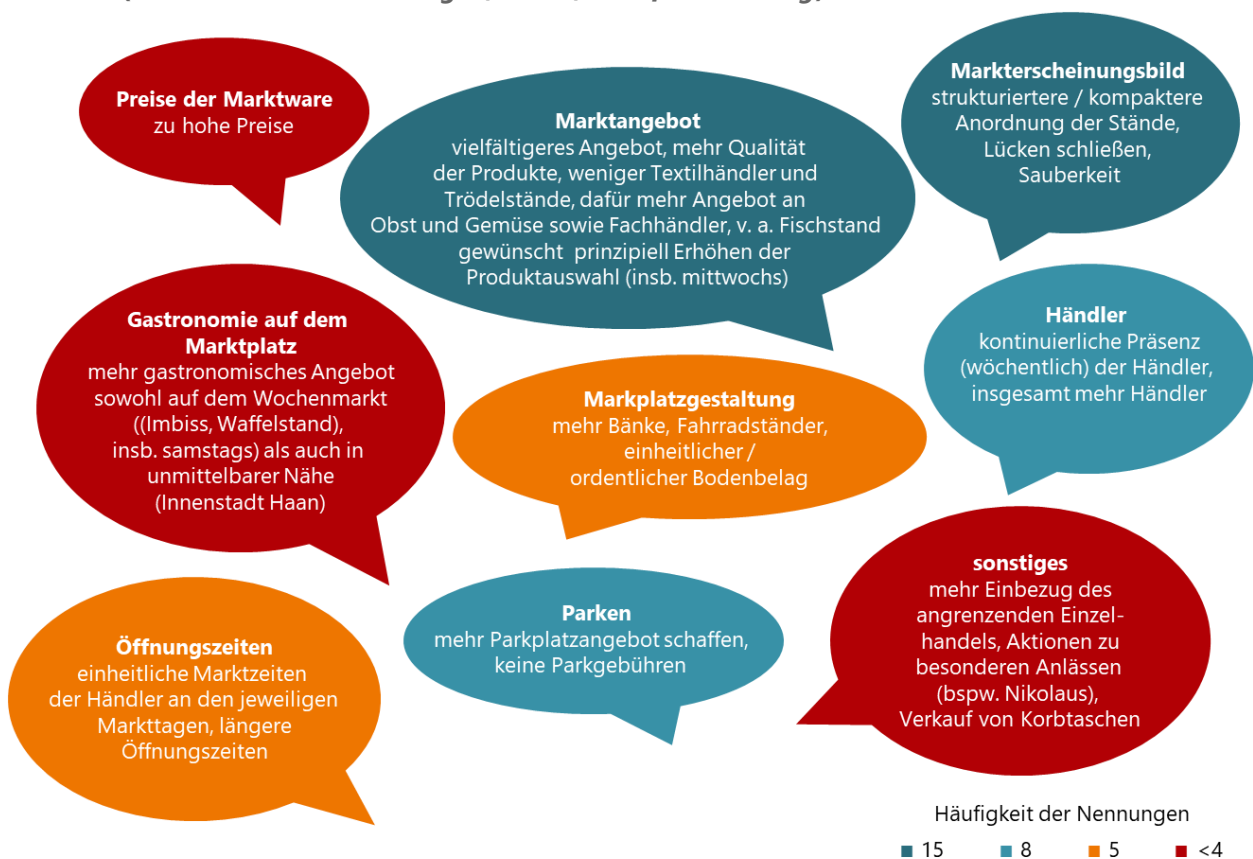 Preise der Marktware
zu hohe Preise
Marktangebot
vielfältigeres Angebot, mehr Qualität
der Produkte, weniger Textilhändler und
Trödelstände, dafür mehr Angebot an
Obst und Gemüse sowie Fachhändler, v. a. Fischstand
gewünscht prinzipiell Erhöhen der
Produktauswahl (insb. mittwochs)
Markterscheinungsbild
strukturiertere / kompaktere
Anordnung der Stände,
Lücken schließen,
Sauberkeit
Gastronomie auf dem
Marktplatz
mehr gastronomisches Angebot
sowohl auf dem Wochenmarkt
((Imbiss, Waffelstand),
insb. samstags) als auch in
unmittelbarer Nähe
(Innenstadt Haan)
Markplatzgestaltung
mehr Bänke, Fahrradständer,
einheitlicher /
ordentlicher Bodenbelag
Händler
kontinuierliche Präsenz
(wöchentlich) der Händler,
insgesamt mehr Händler
Öffnungszeiten
einheitliche Marktzeiten
der Händler an den jeweiligen
Markttagen, längere
Öffnungszeiten
Parken
mehr Parkplatzangebot schaffen,
keine Parkgebühren
sonstiges
mehr Einbezug des
angrenzenden Einzel-
handels, Aktionen zu
besonderen Anlässen
(bspw. Nikolaus),
Verkauf von Korbtaschen
Häufigkeit der Nennungen
15 8 5 <4